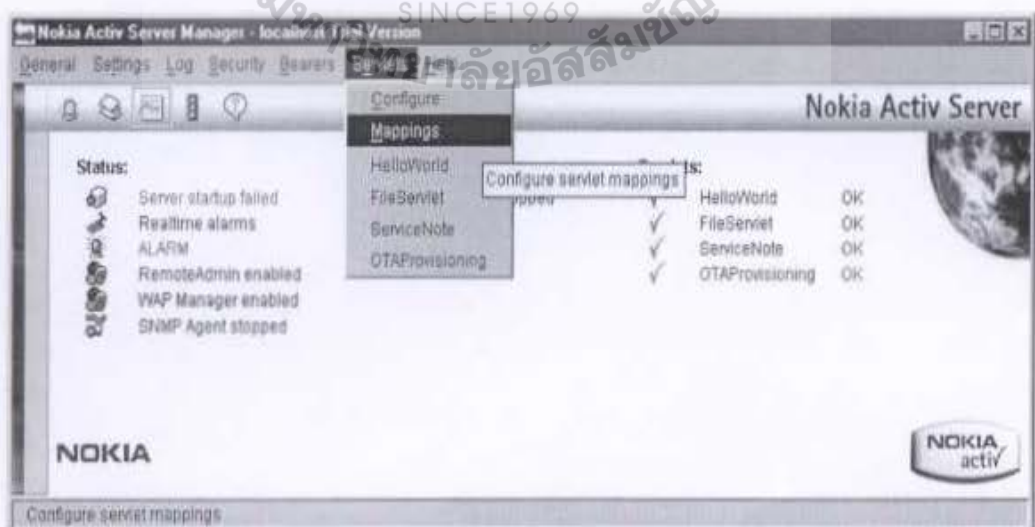 SINCE1969
Nokia Activ Server Manager - localhost Trial Version
General Settings Log Security Bearers Servlets Help
Nokia Activ Server
Configure
Mappings
HelloWorld
FileServlet
ServiceNote
OTAProvisioning
Configure servlet mappings
Status:
Server startup failed
Realtime alarms
ALARM
RemoteAdmin enabled
WAP Manager enabled
SNMP Agent stopped
HelloWorld OK
FileServlet OK
ServiceNote OK
OTAProvisioning OK
NOKIA
NOKIA
activ
Configure servlet mappings